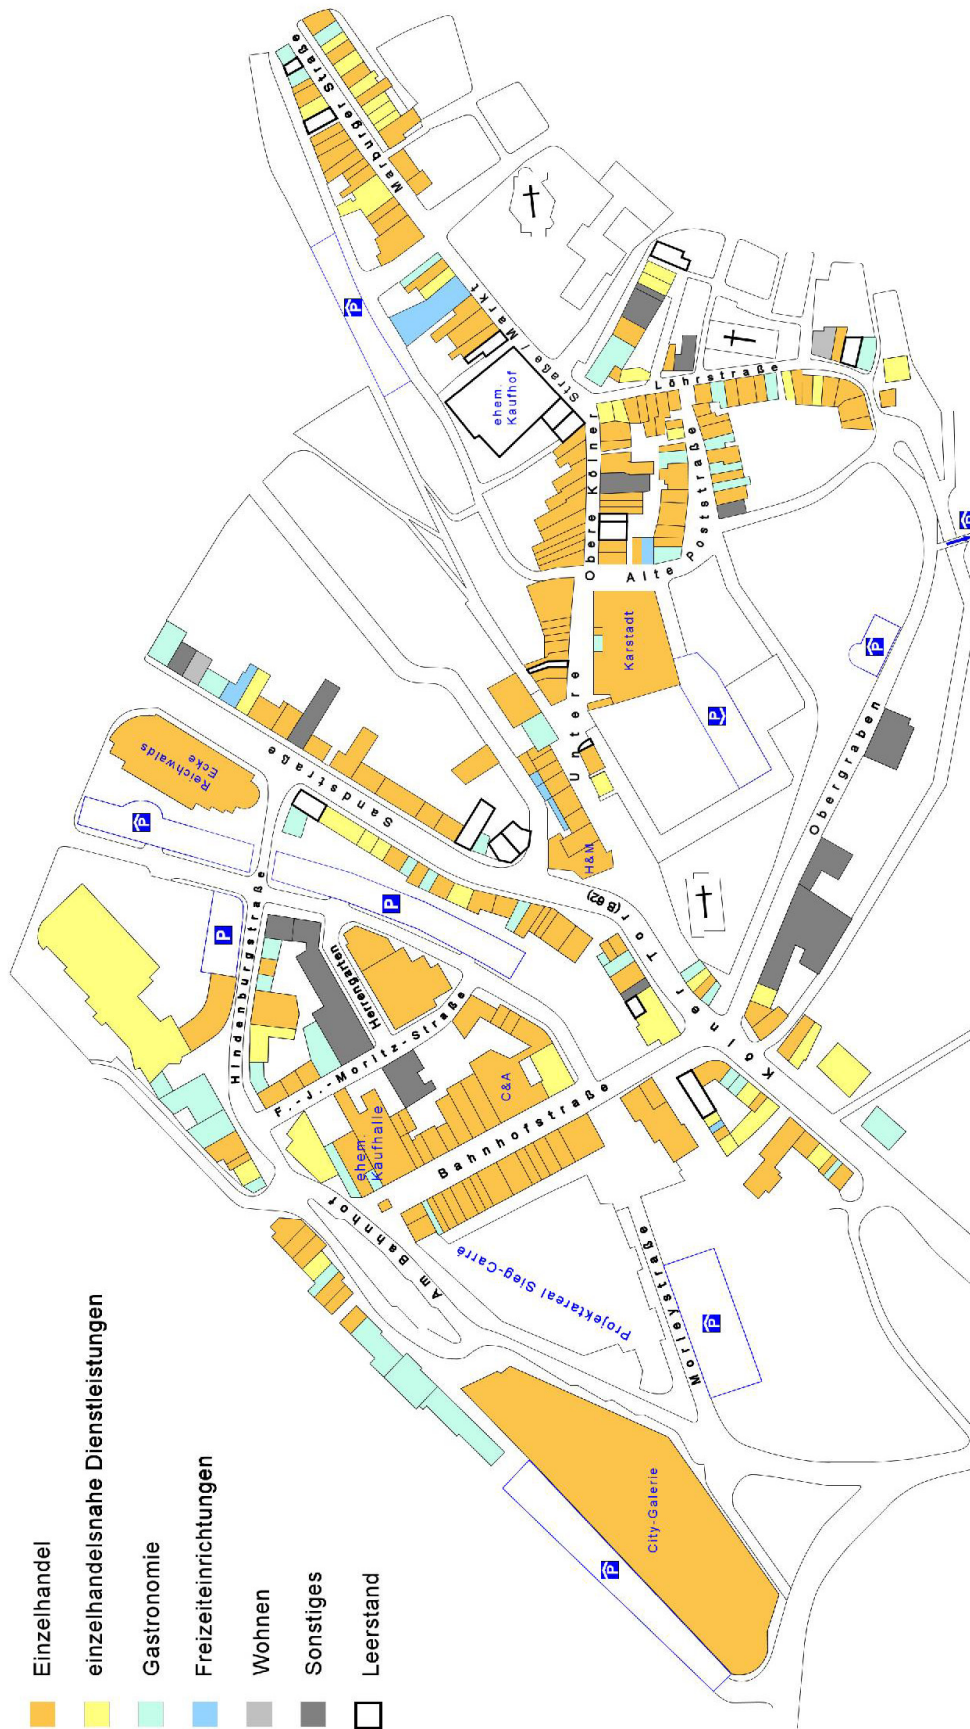 Einzelhandel
einzelhandelsnahe Dienstleistungen
Gastronomie
Freizeiteinrichtungen
Wohnen
Sonstiges
Leerstand
City-Galerie
P
P
Morleystraße
Projektareal Sieg-Carré
Am Bahnhof
Bahnhofstraße
ehem.
Kaufhalle
C&A
F.-J.-Moritz-Straße
Herrengarten
Hindenburgstraße
P
P
P
Reichwalds
Ecke
Sandstraße
Kölner Tor (B 62)
H&M
Untere
Karstadt
P
Obergraben
P
P
Alte Poststraße
Obere Kölner
Straße / Markt
ehem.
Kaufhof
Löhrstraße
P
Marburger Straße